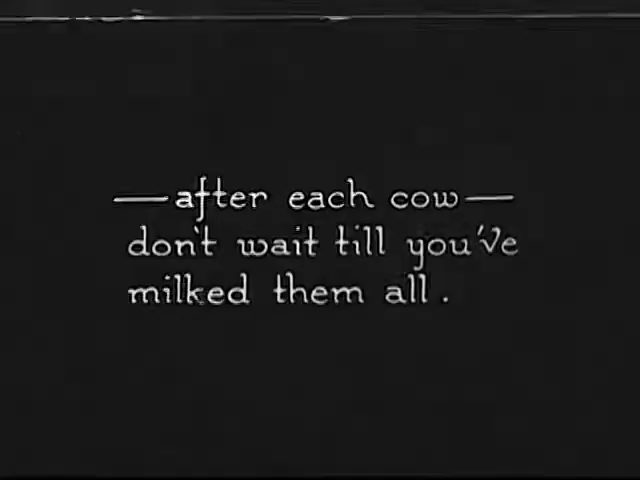 — after each cow —
don't wait till you've
milked them all.